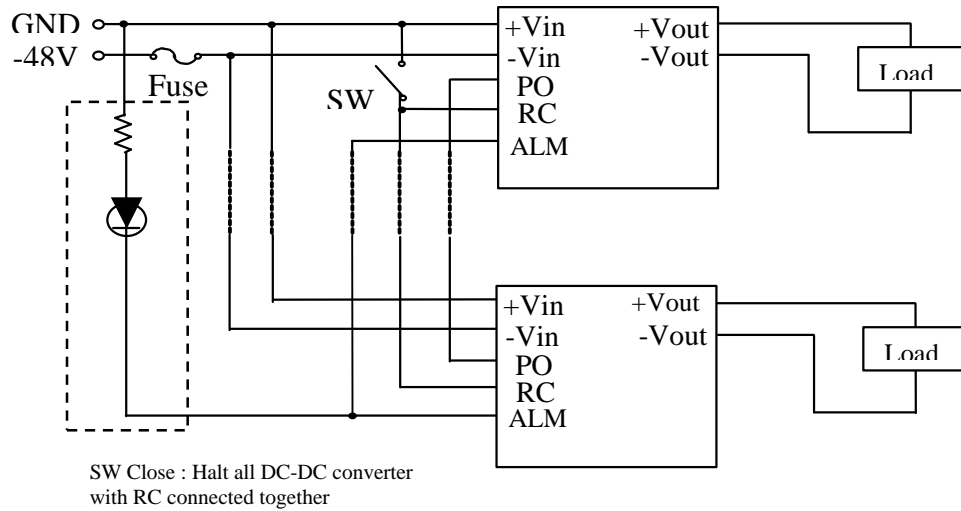 GND
-48V
Fuse
SW
+Vin
-Vin
PO
RC
ALM
+Vout
-Vout
Load
+Vin
-Vin
PO
RC
ALM
+Vout
-Vout
Load
SW Close : Halt all DC-DC converter
with RC connected together